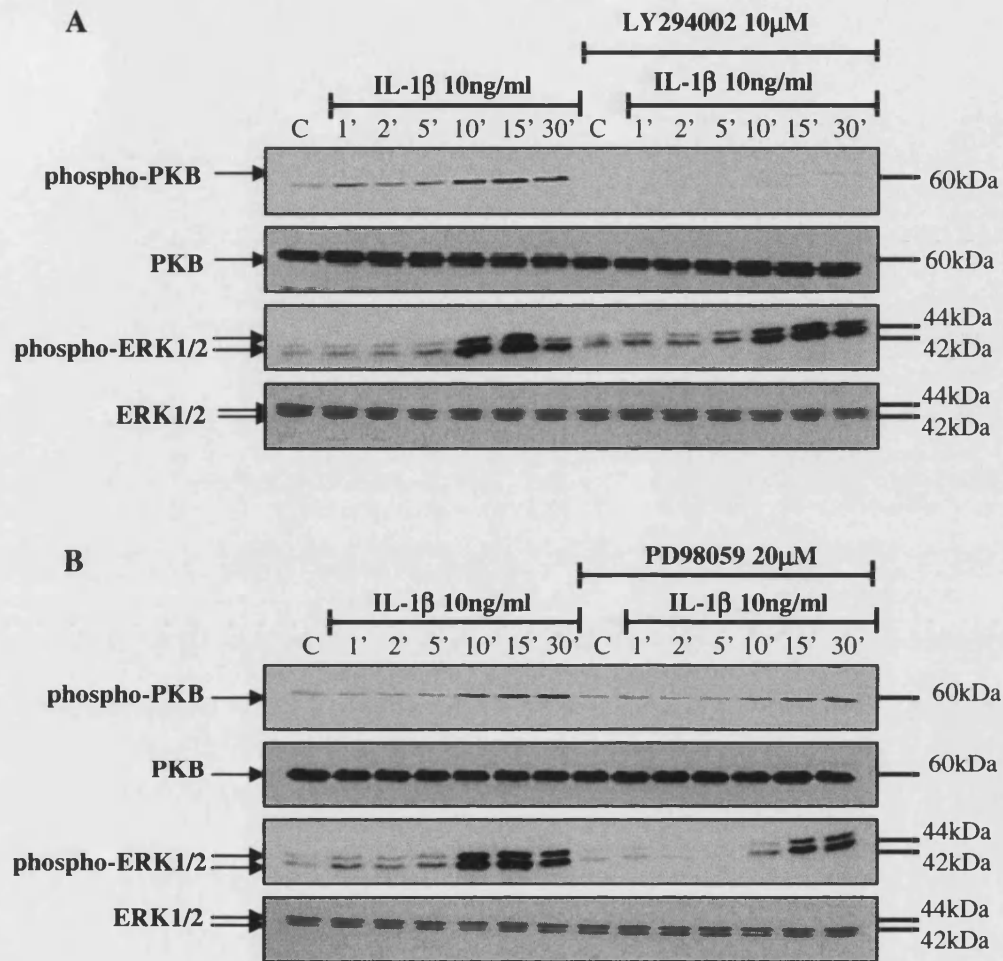 A
LY294002 10μM
IL-1β 10ng/ml IL-1β 10ng/ml
C 1’ 2’ 5’ 10’ 15’ 30’ C 1’ 2’ 5’ 10’ 15’ 30’
phospho-PKB 60kDa
PKB 60kDa
phospho-ERK1/2 44kDa
42kDa
ERK1/2 44kDa
42kDa
B
PD98059 20μM
IL-1β 10ng/ml IL-1β 10ng/ml
C 1’ 2’ 5’ 10’ 15’ 30’ C 1’ 2’ 5’ 10’ 15’ 30’
phospho-PKB 60kDa
PKB 60kDa
phospho-ERK1/2 44kDa
42kDa
ERK1/2 44kDa
42kDa